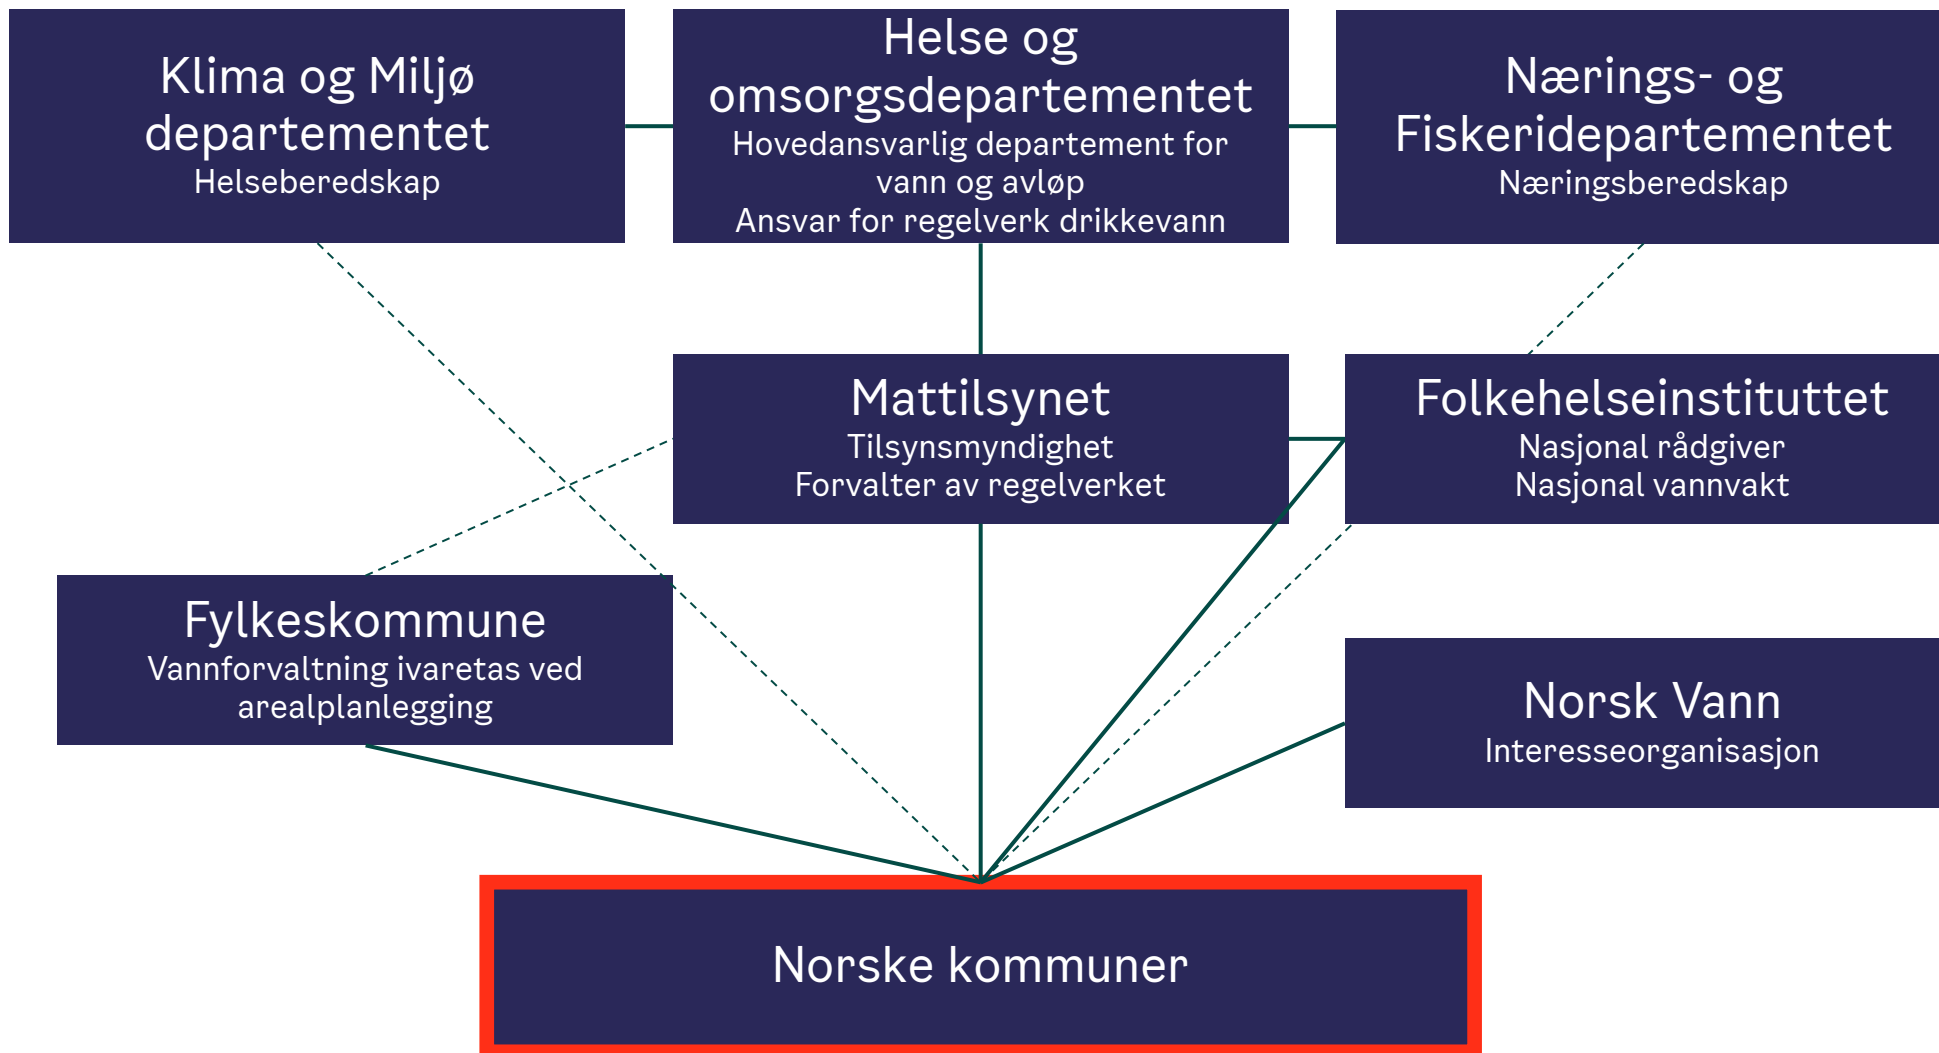 Klima og Miljø
departementet
Helseberedskap
Helse og
omsorgsdepartementet
Hovedansvarlig departement for
vann og avløp
Ansvar for regelverk drikkevann
Nærings- og
Fiskeridepartementet
Næringsberedskap
Mattilsynet
Tilsynsmyndighet
Forvalter av regelverket
Folkehelseinstituttet
Nasjonal rådgiver
Nasjonal vannvakt
Fylkeskommune
Vannforvaltning ivaretas ved
arealplanlegging
Norsk Vann
Interesseorganisasjon
Norske kommuner